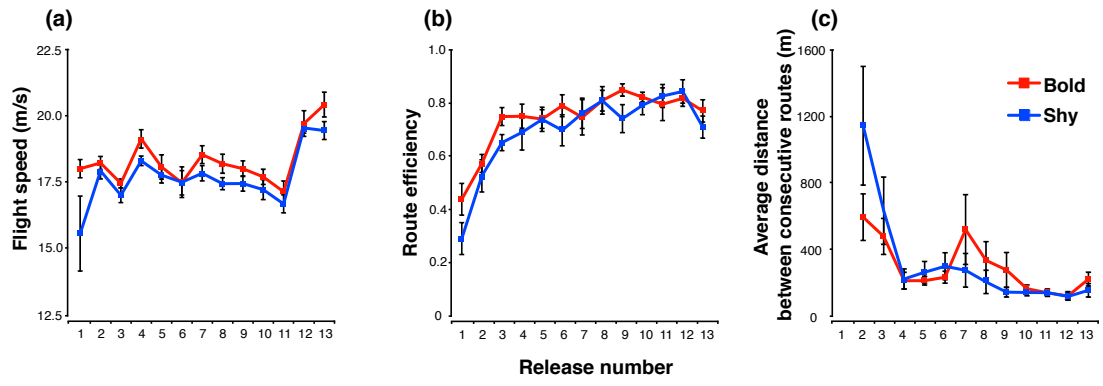 (a)
Flight speed (m/s)
22.5
20.0
17.5
15.0
12.5
1 2 3 4 5 6 7 8 9 10 11 12 13
(b)
Route efficiency
1.0
0.8
0.6
0.4
0.2
0
1 2 3 4 5 6 7 8 9 10 11 12 13
Release number
(c)
Average distance
between consecutive routes (m)
1600
1200
800
400
0
1 2 3 4 5 6 7 8 9 10 11 12 13
Bold
Shy